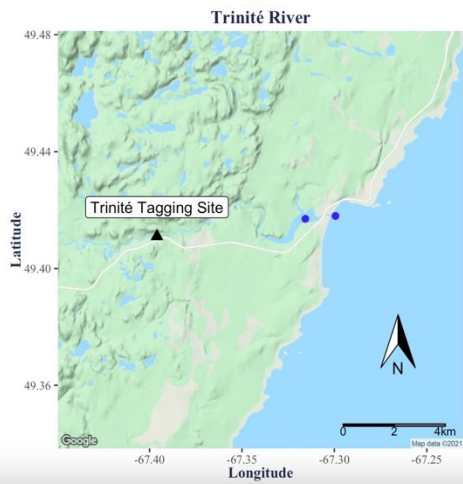 Trinité River
49.48
49.44
49.40
49.36
Latitude
Trinité Tagging Site
N
0 2 4km
Google
Map data ©2021
-67.40 -67.35 -67.30 -67.25
Longitude